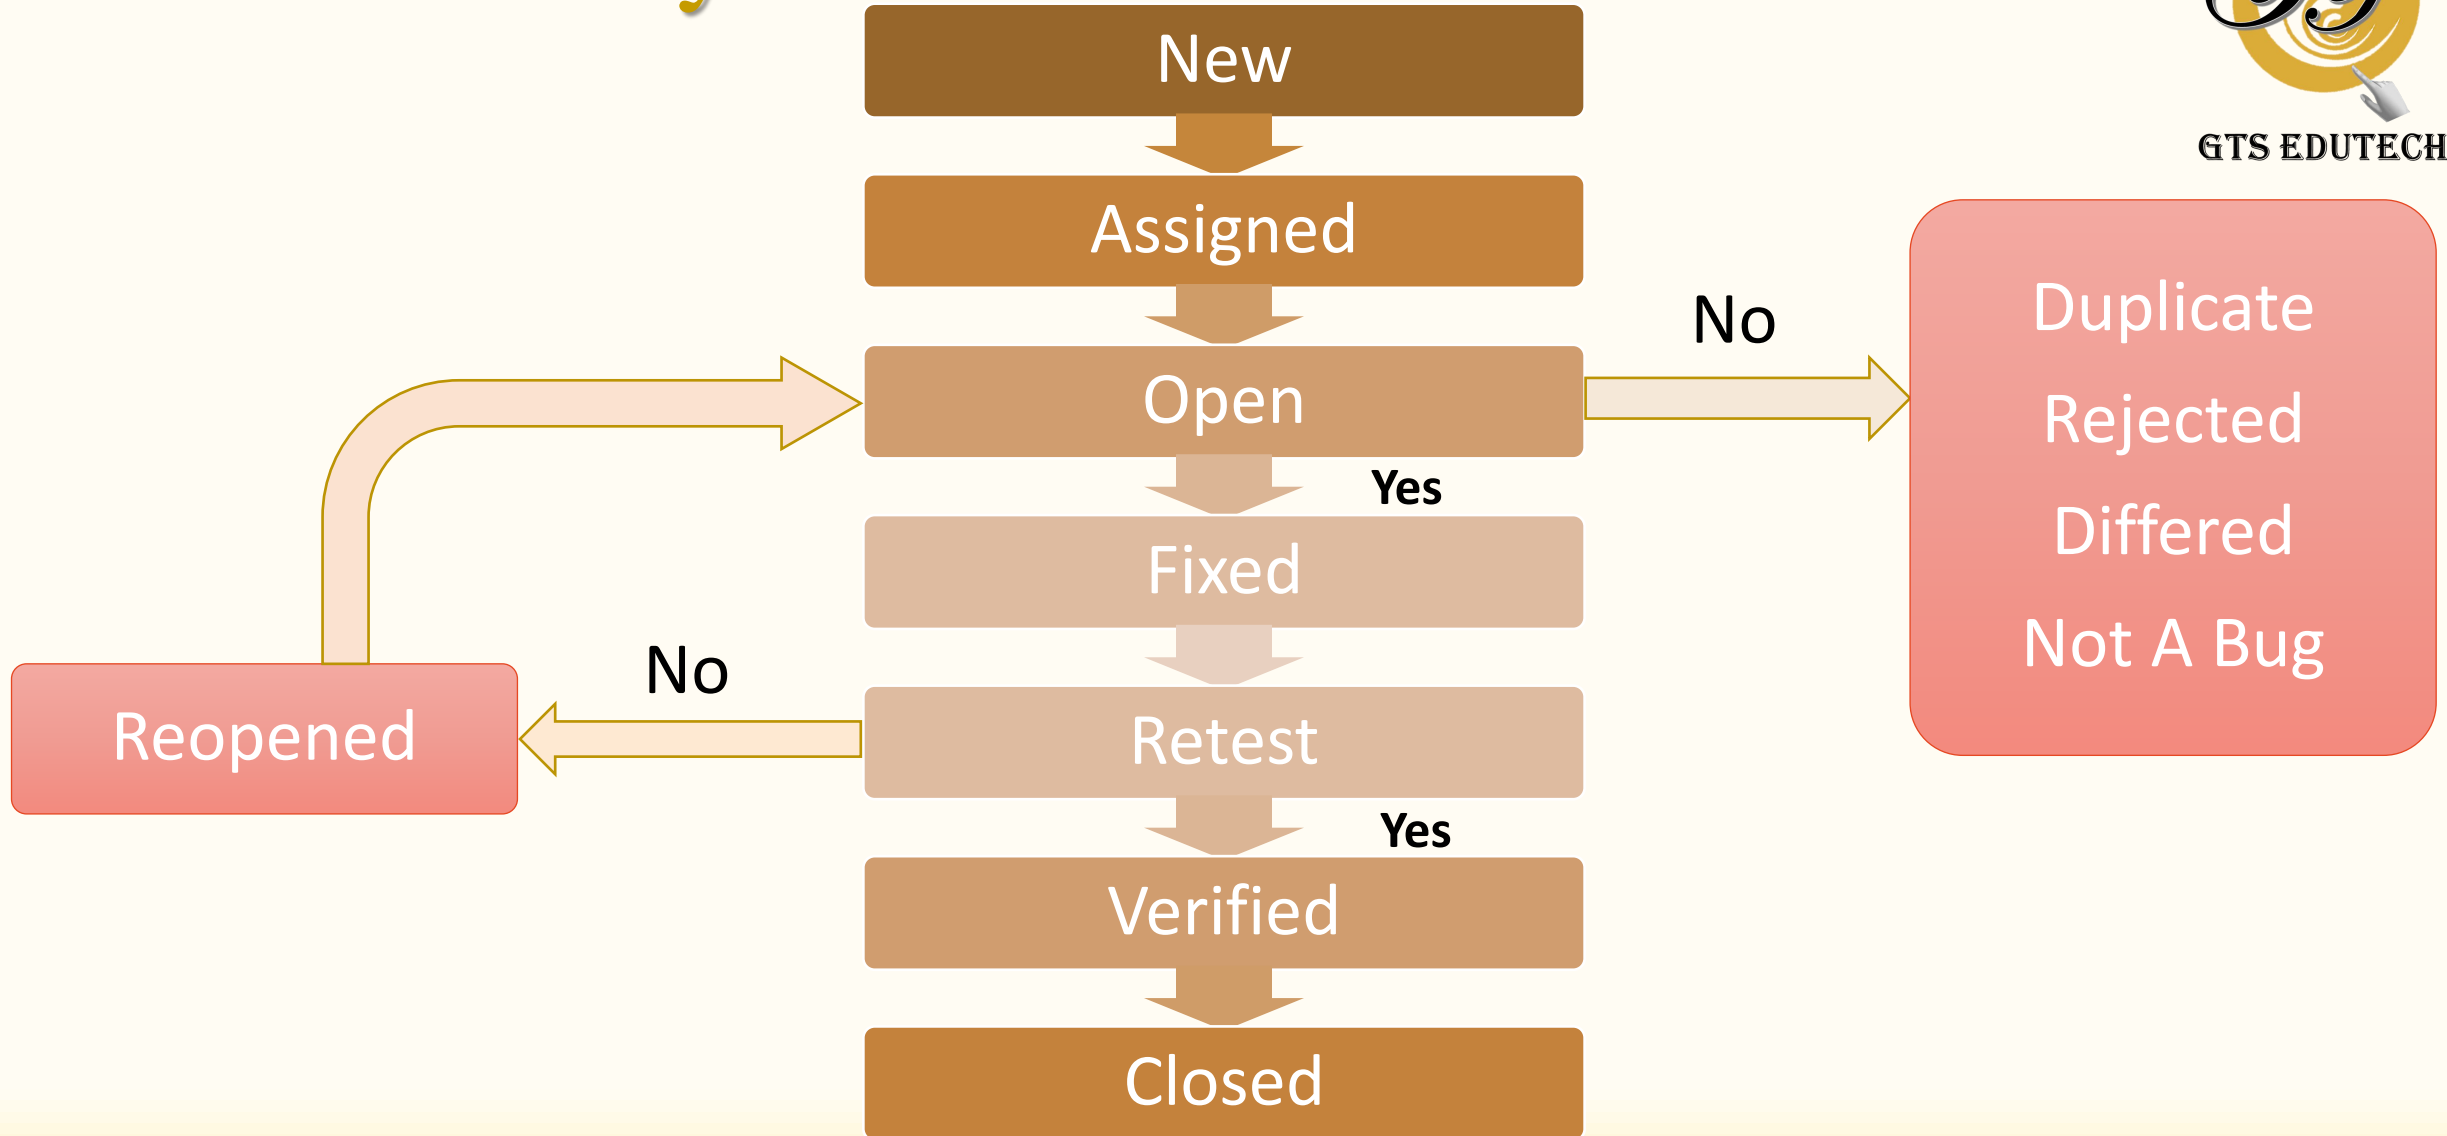 New
GTS EDUTECH
Assigned
No
Duplicate
Open
Rejected
Yes
Differed
Fixed
No
Not A Bug
Reopened
Retest
Yes
Verified
Closed